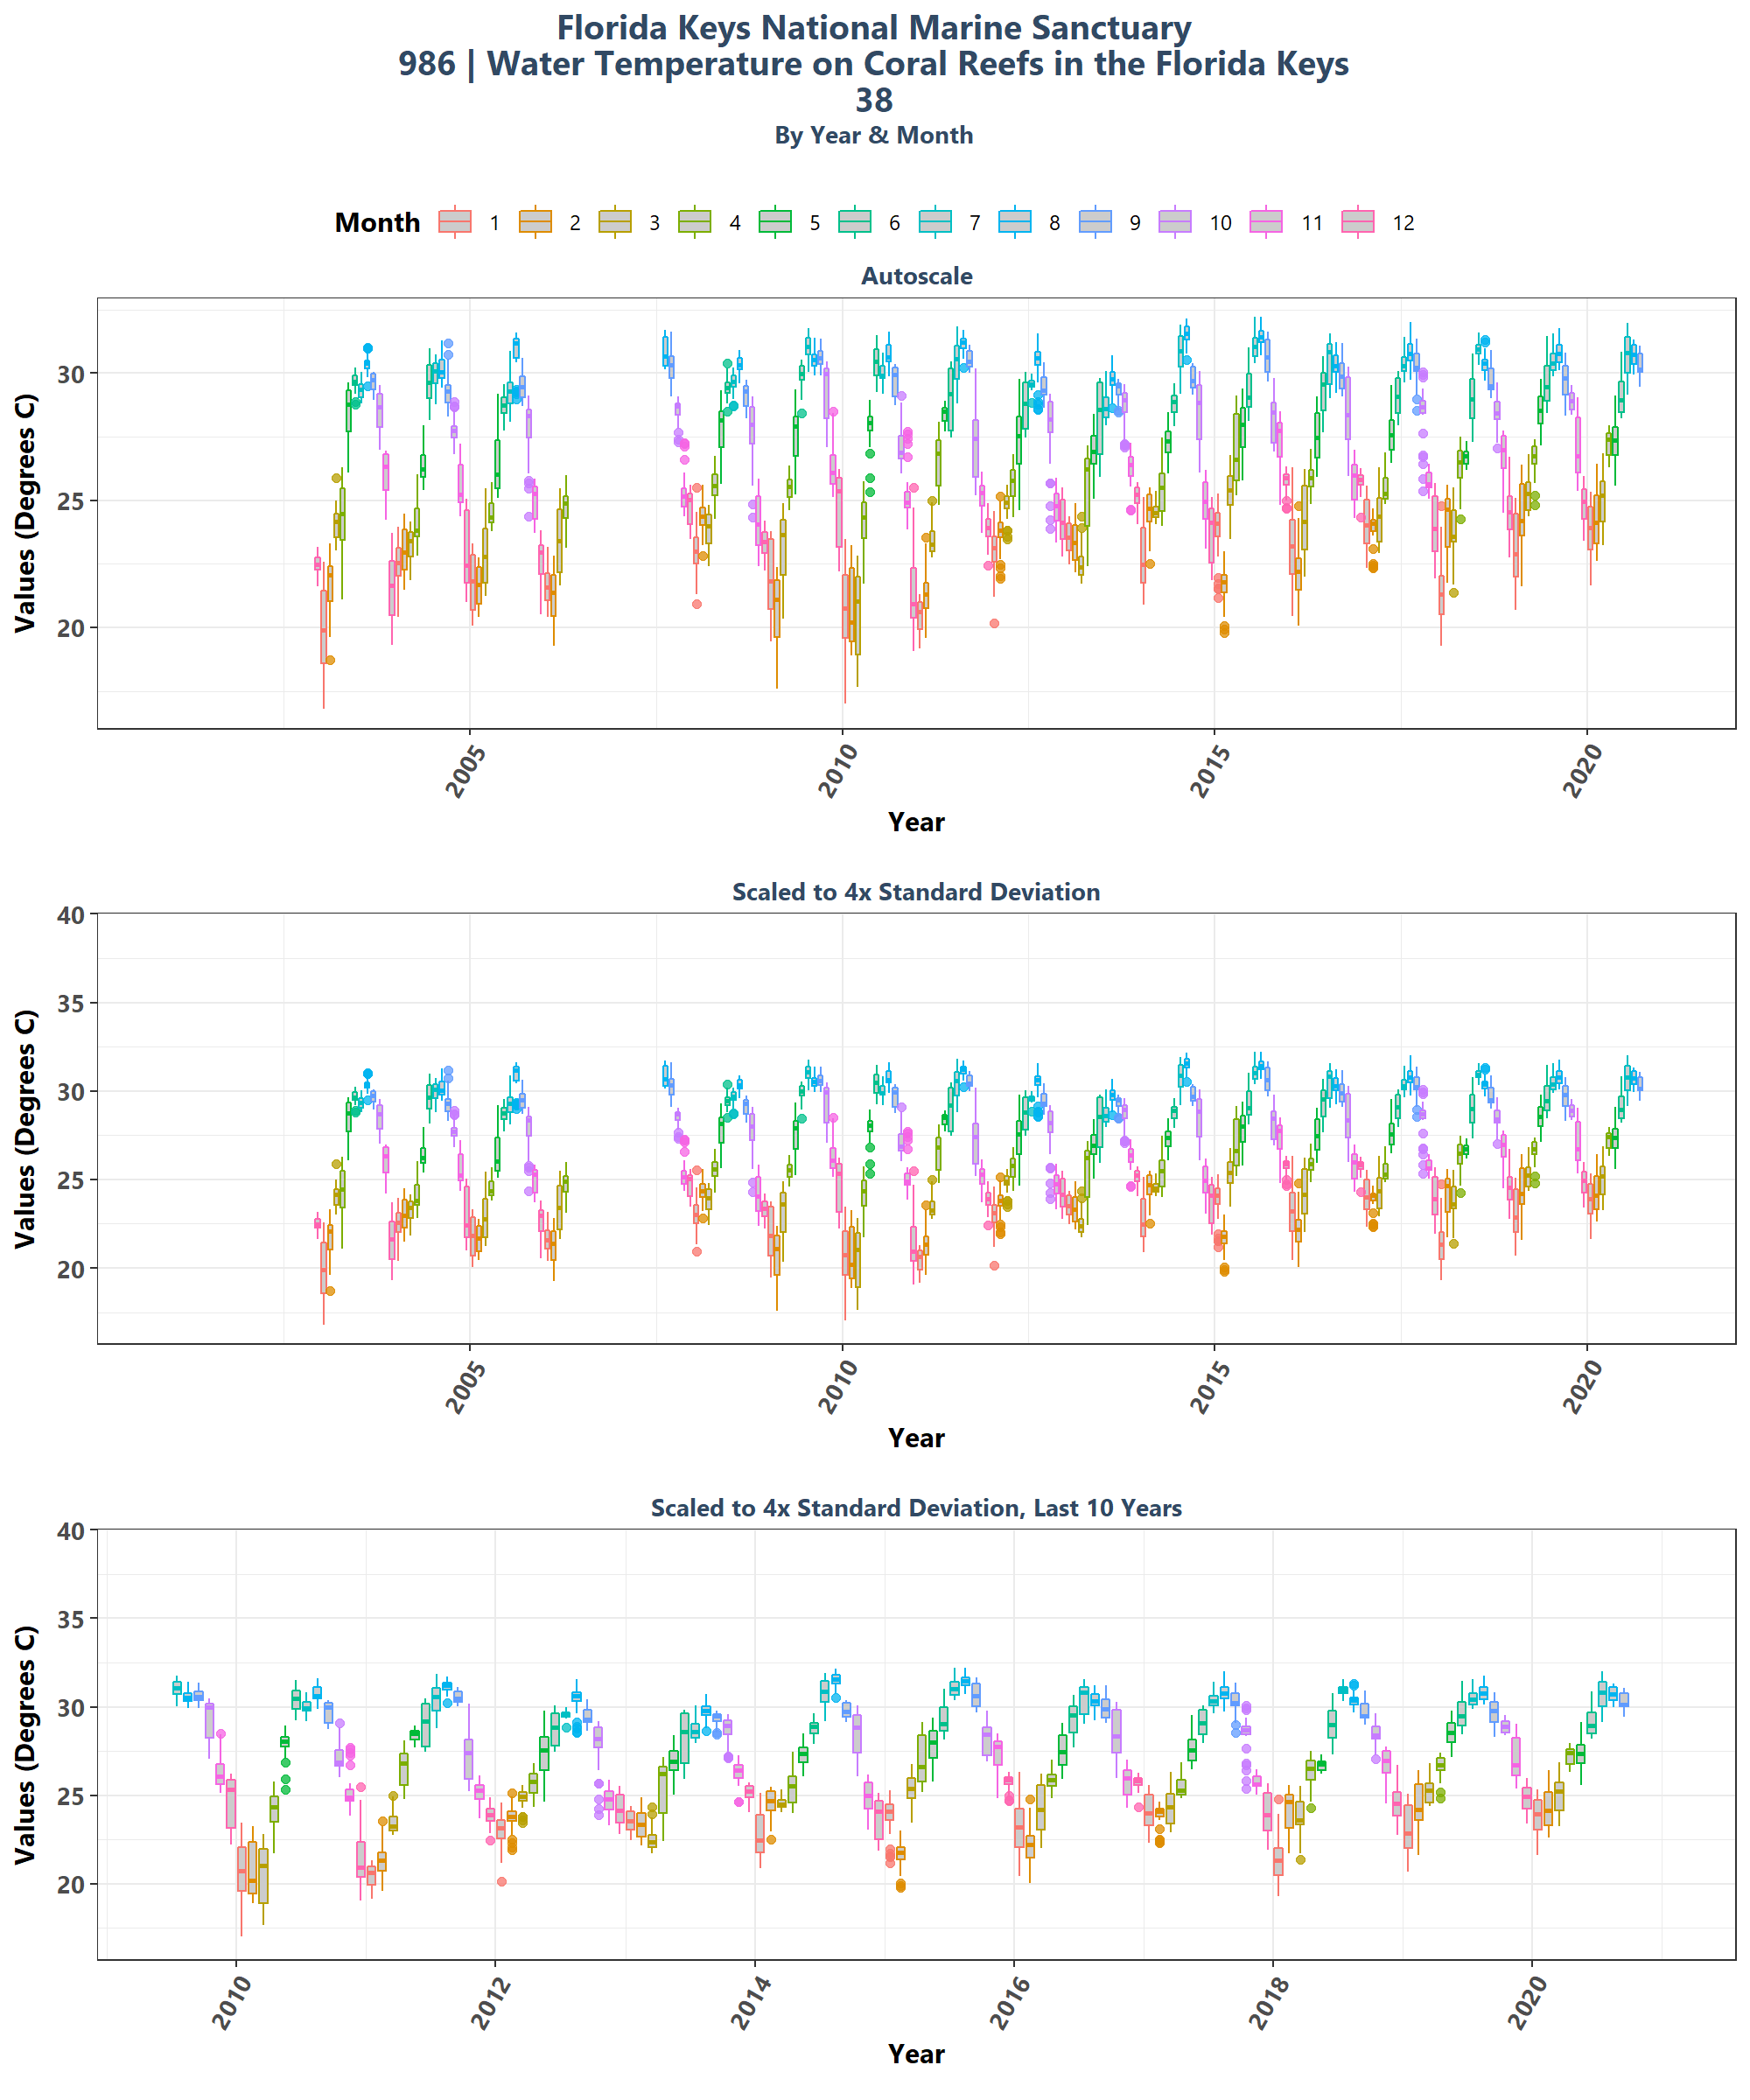 Florida Keys National Marine Sanctuary
986 | Water Temperature on Coral Reefs in the Florida Keys
38
By Year & Month
Month 1 2 3 4 5 6 7 8 9 10 11 12
Autoscale
Values (Degrees C)
30
25
20
2005 2010 2015 2020
Year
Scaled to 4x Standard Deviation
Values (Degrees C)
40
35
30
25
20
2005 2010 2015 2020
Year
Scaled to 4x Standard Deviation, Last 10 Years
Values (Degrees C)
40
35
30
25
20
2010 2012 2014 2016 2018 2020
Year